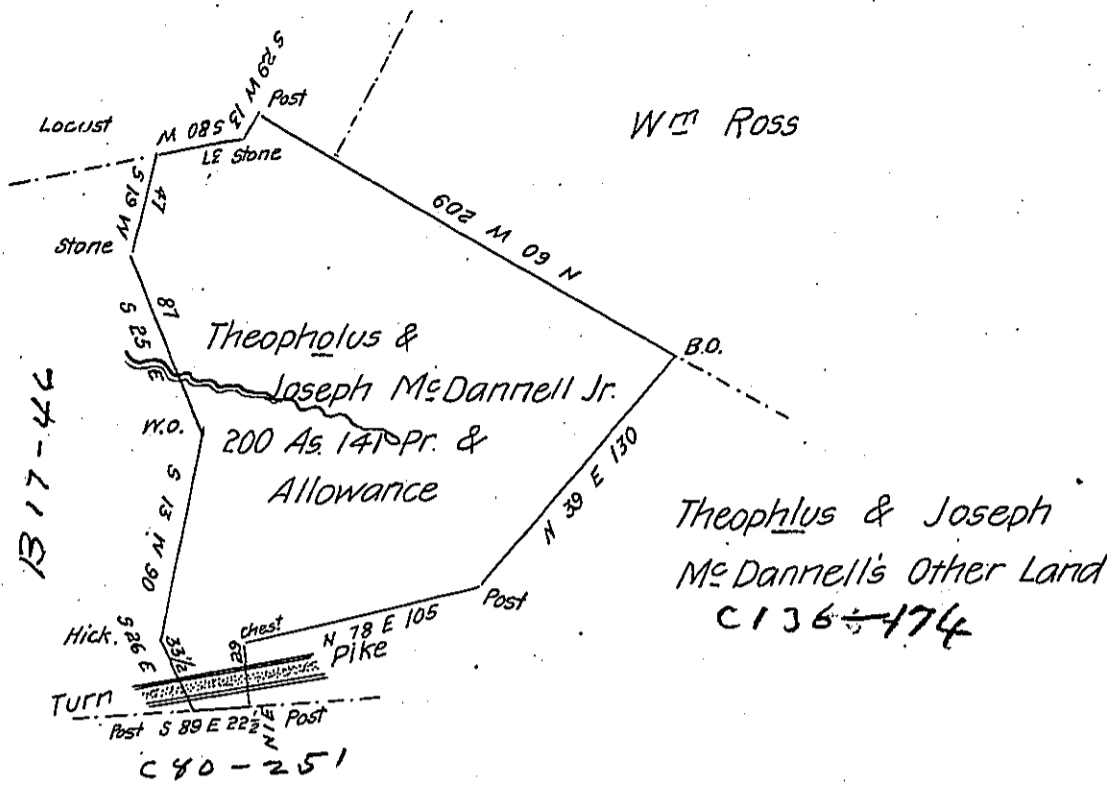 S 29 W 13
Post
Wm Ross
Locust
S 80 W
37 Stone
47
S 19 W
Stone
N 60 W 209
87
S 25 E
Theopholus &
Joseph McDannell Jr.
200 As. 141 Pr. &
Allowance
B.O.
B17-46
W.O.
S 13 W 90
N 39 E 130
Theophlus & Joseph
McDannell's Other Land
C136-174
Post
N 78 E 105
Chest
29
Hick.
S 26 E
33½
Turn Pike
Post S 89 E 22½ N 1 E Post
C80-251